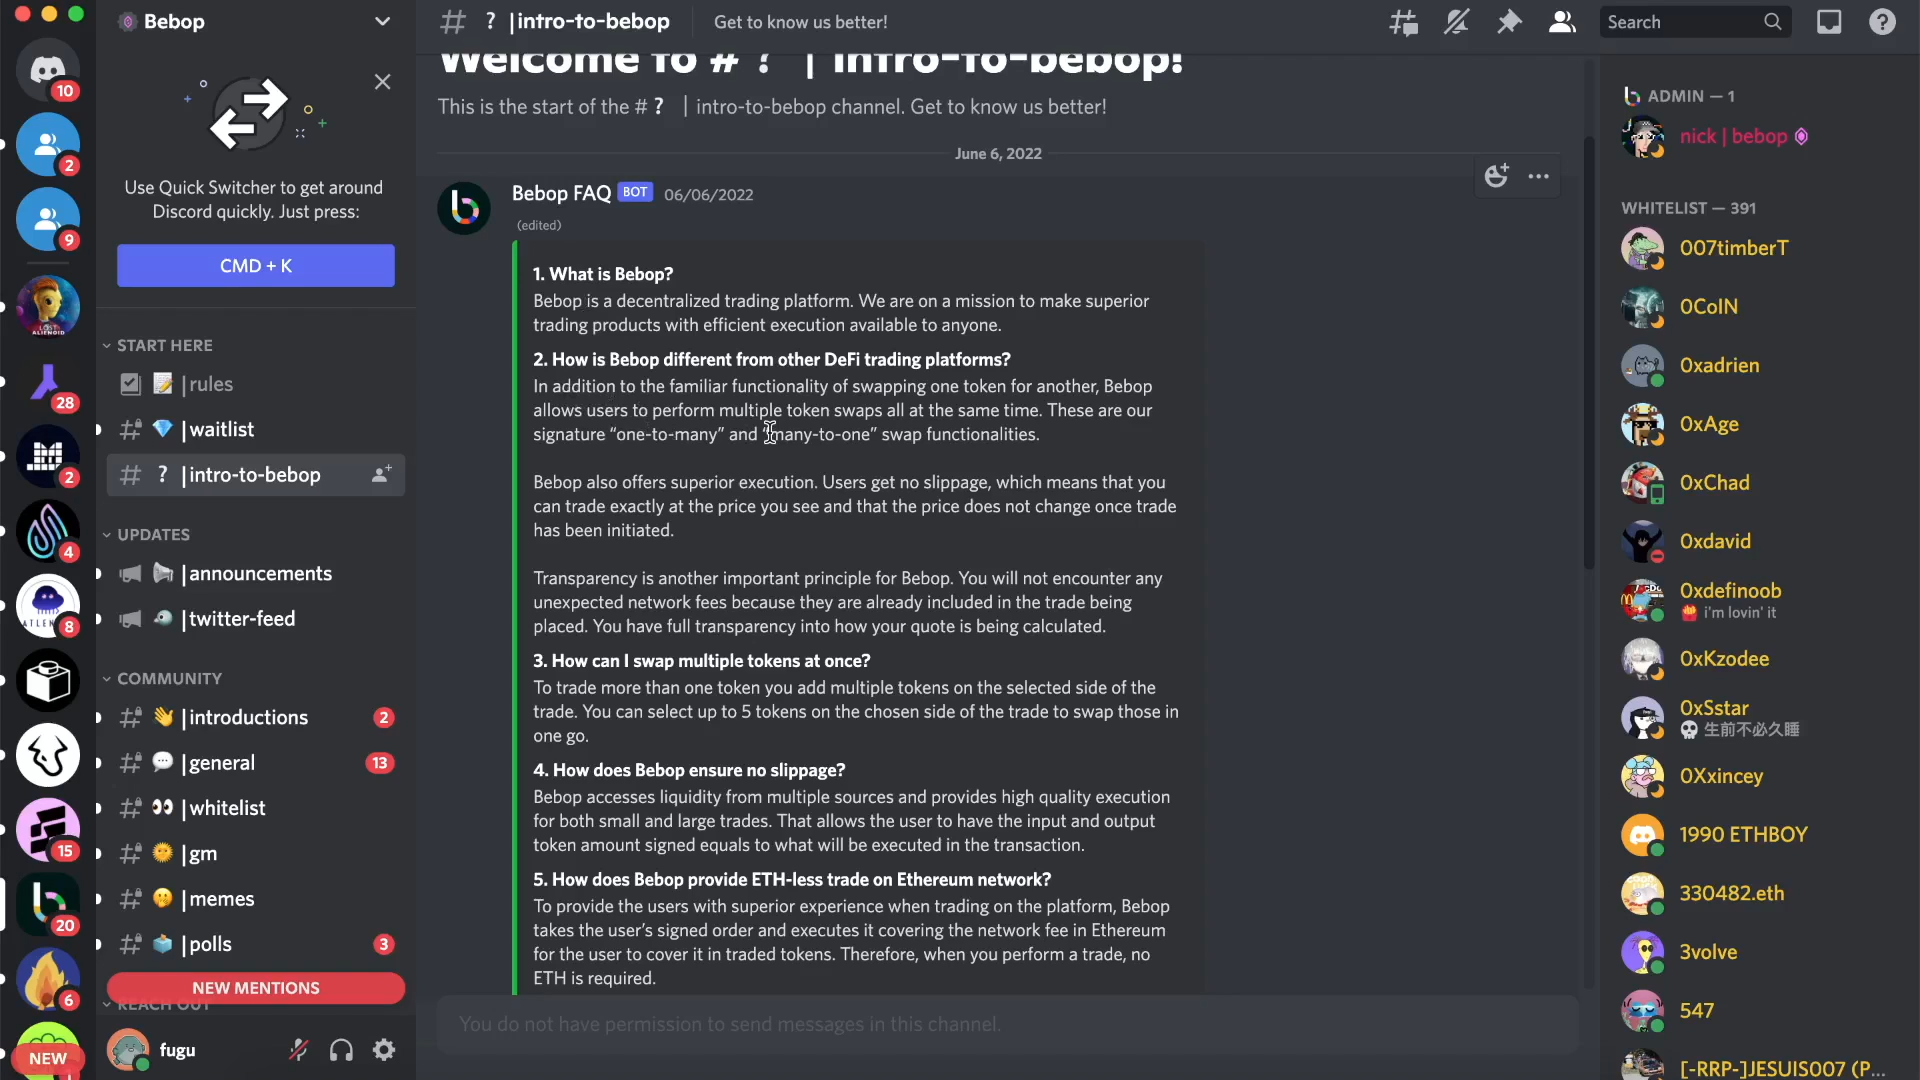 Bebop
10
2
9
28
2
4
ATLEN
8
15
20
6
NEW
Use Quick Switcher to get around
Discord quickly. Just press:
CMD + K
START HERE
|rules
|waitlist
? |intro-to-bebop
UPDATES
|announcements
|twitter-feed
COMMUNITY
|introductions 2
|general 13
|whitelist
|gm
|memes
|polls 3
NEW MENTIONS
REACH OUT
fugu
# ? |intro-to-bebop Get to know us better!
Search
Welcome to # ? | intro-to-bebop!
This is the start of the # ? | intro-to-bebop channel. Get to know us better!
June 6, 2022
Bebop FAQ BOT 06/06/2022
(edited)
1. What is Bebop?
Bebop is a decentralized trading platform. We are on a mission to make superior
trading products with efficient execution available to anyone.
2. How is Bebop different from other DeFi trading platforms?
In addition to the familiar functionality of swapping one token for another, Bebop
allows users to perform multiple token swaps all at the same time. These are our
signature “one-to-many” and “many-to-one” swap functionalities.
Bebop also offers superior execution. Users get no slippage, which means that you
can trade exactly at the price you see and that the price does not change once trade
has been initiated.
Transparency is another important principle for Bebop. You will not encounter any
unexpected network fees because they are already included in the trade being
placed. You have full transparency into how your quote is being calculated.
3. How can I swap multiple tokens at once?
To trade more than one token you add multiple tokens on the selected side of the
trade. You can select up to 5 tokens on the chosen side of the trade to swap those in
one go.
4. How does Bebop ensure no slippage?
Bebop accesses liquidity from multiple sources and provides high quality execution
for both small and large trades. That allows the user to have the input and output
token amount signed equals to what will be executed in the transaction.
5. How does Bebop provide ETH-less trade on Ethereum network?
To provide the users with superior experience when trading on the platform, Bebop
takes the user’s signed order and executes it covering the network fee in Ethereum
for the user to cover it in traded tokens. Therefore, when you perform a trade, no
ETH is required.
You do not have permission to send messages in this channel.
ADMIN — 1
nick | bebop
WHITELIST — 391
007timberT
0CoIN
0xadrien
0xAge
0xChad
0xdavid
0xdefinoob
i'm lovin' it
0xKzodee
0xSstar
生前不必久睡
0Xxincey
1990 ETHBOY
330482.eth
3volve
547
[-RRP-]JESUIS007 (P...